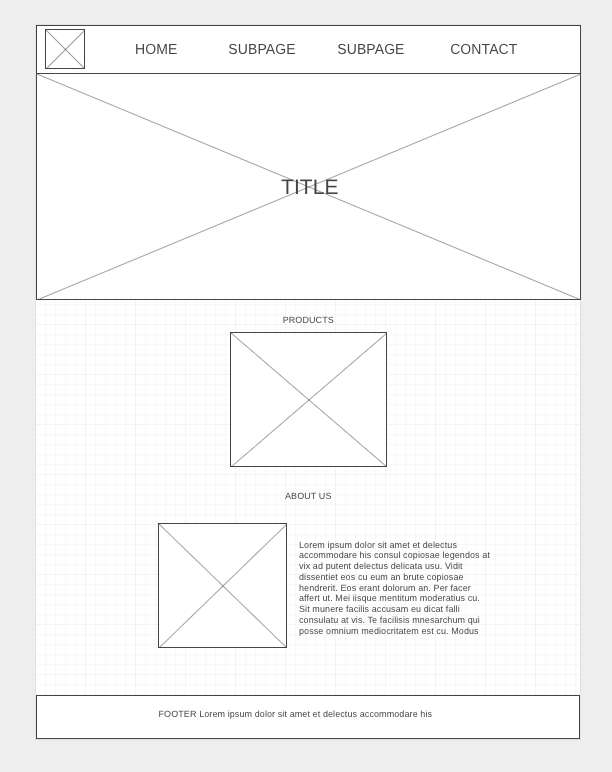 HOME SUBPAGE SUBPAGE CONTACT
TITLE
PRODUCTS
ABOUT US
Lorem ipsum dolor sit amet et delectus
accommodare his consul copiosae legendos at
vix ad putent delectus delicata usu. Vidit
dissentiet eos cu eum an brute copiosae
hendrerit. Eos erant dolorum an. Per facer
affert ut. Mei iisque mentitum moderatius cu.
Sit munere facilis accusam eu dicat falli
consulatu at vis. Te facilisis mnesarchum qui
posse omnium mediocritatem est cu. Modus
FOOTER Lorem ipsum dolor sit amet et delectus accommodare his